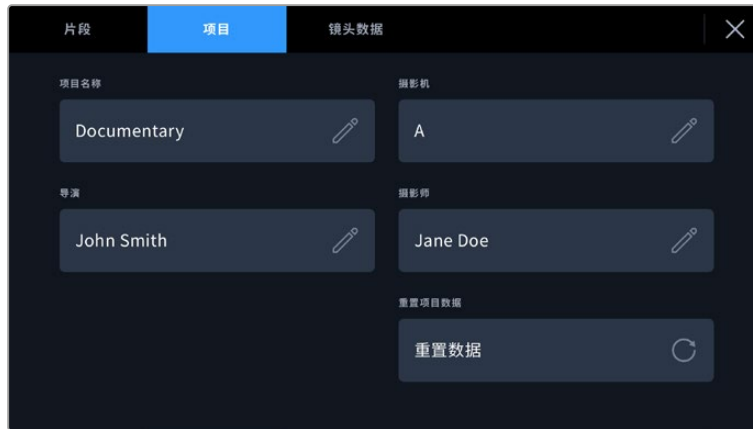 片段 项目 镜头数据
项目名称 摄影机
Documentary A
导演 摄影师
John Smith Jane Doe
重置项目数据
重置数据